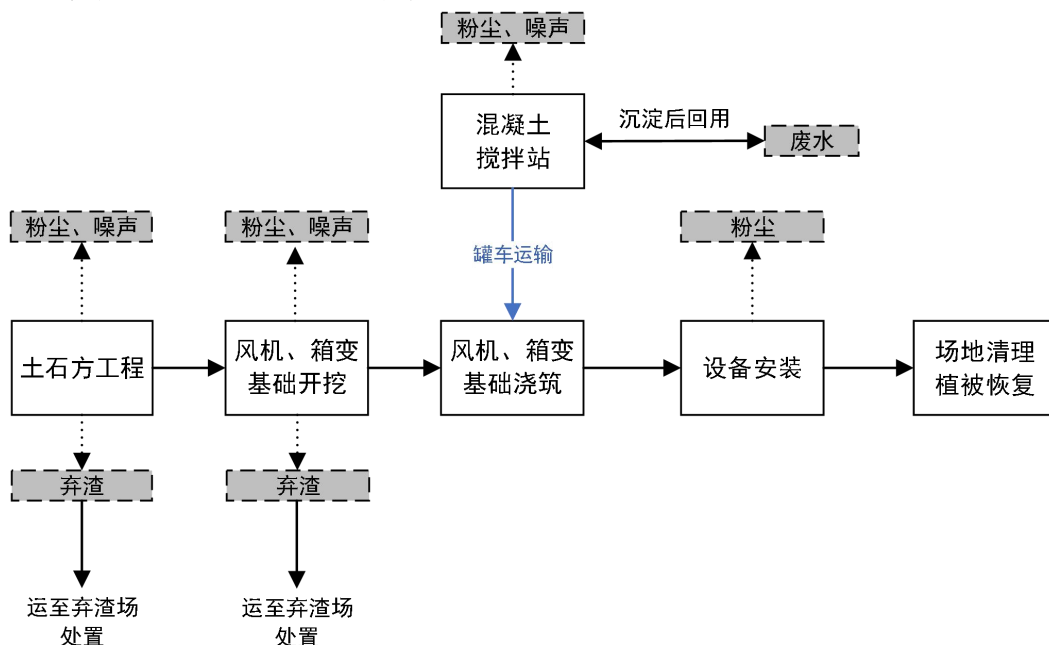 粉尘、噪声
混凝土
搅拌站
沉淀后回用
废水
粉尘、噪声
粉尘、噪声
粉尘
罐车运输
土石方工程
风机、箱变
基础开挖
风机、箱变
基础浇筑
设备安装
场地清理
植被恢复
弃渣
弃渣
运至弃渣场
处置
运至弃渣场
处置